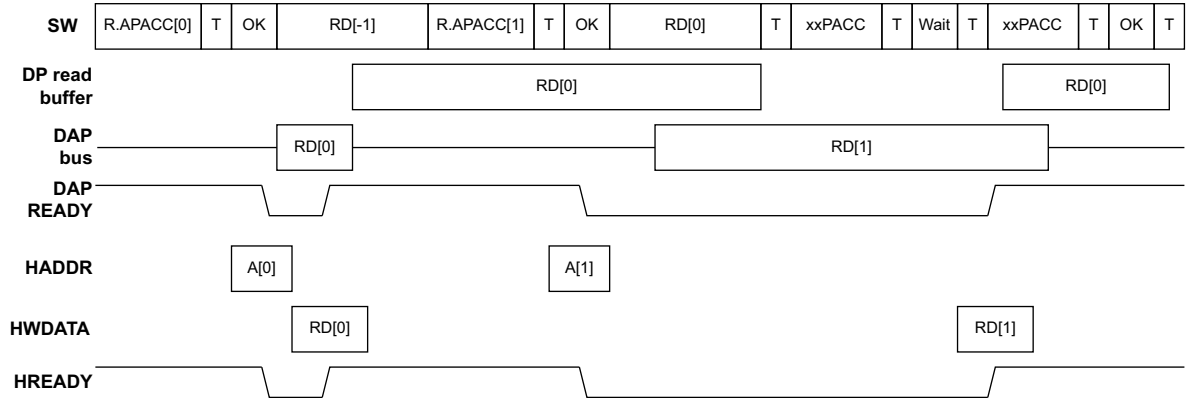 SW R.APACC[0] T OK RD[-1] R.APACC[1] T OK RD[0] T xxPACC T Wait T xxPACC T OK T
DP read
buffer
RD[0] RD[0]
DAP
bus
RD[0] RD[1]
DAP
READY
HADDR A[0] A[1]
HWDATA RD[0] RD[1]
HREADY